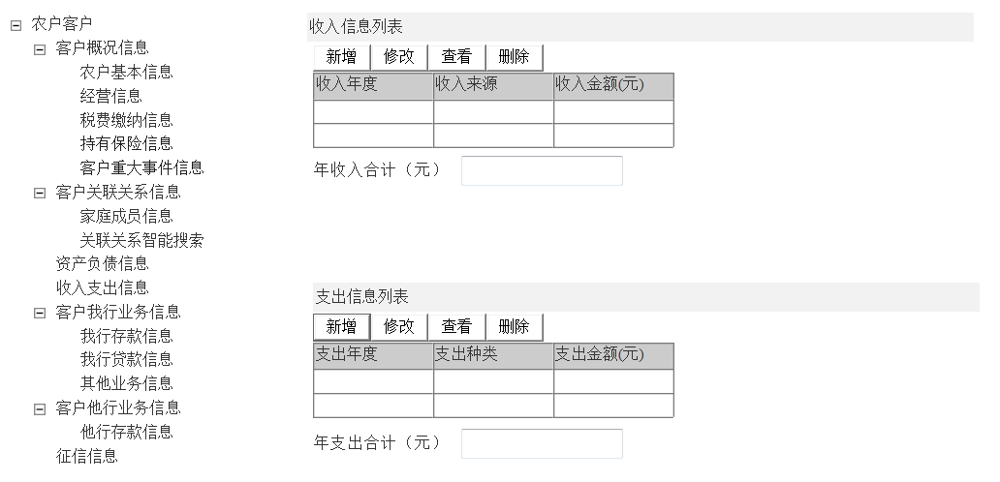 农户客户
客户概况信息
农户基本信息
经营信息
税费缴纳信息
持有保险信息
客户重大事件信息
客户关联关系信息
家庭成员信息
关联关系智能搜索
资产负债信息
收入支出信息
客户我行业务信息
我行存款信息
我行贷款信息
其他业务信息
客户他行业务信息
他行存款信息
征信信息
收入信息列表
新增 修改 查看 删除
收入年度 收入来源 收入金额(元)
年收入合计（元）
支出信息列表
新增 修改 查看 删除
支出年度 支出种类 支出金额(元)
年支出合计（元）